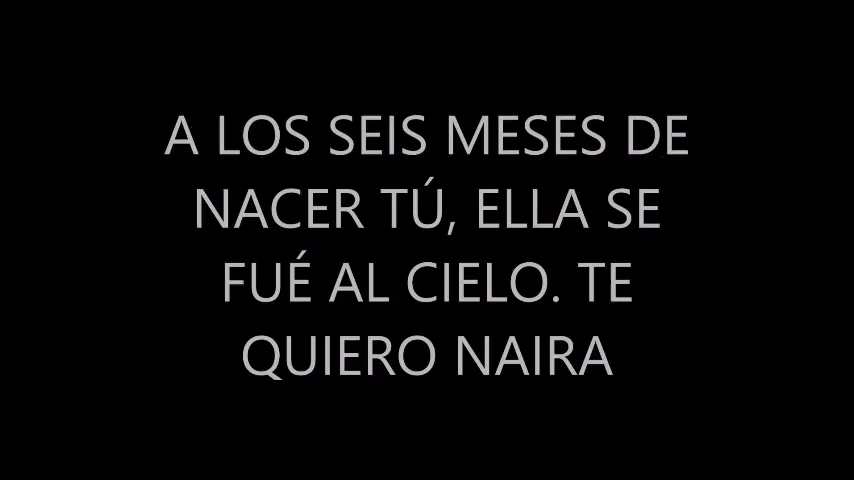 A LOS SEIS MESES DE
NACER TÚ, ELLA SE
FUÉ AL CIELO. TE
QUIERO NAIRA